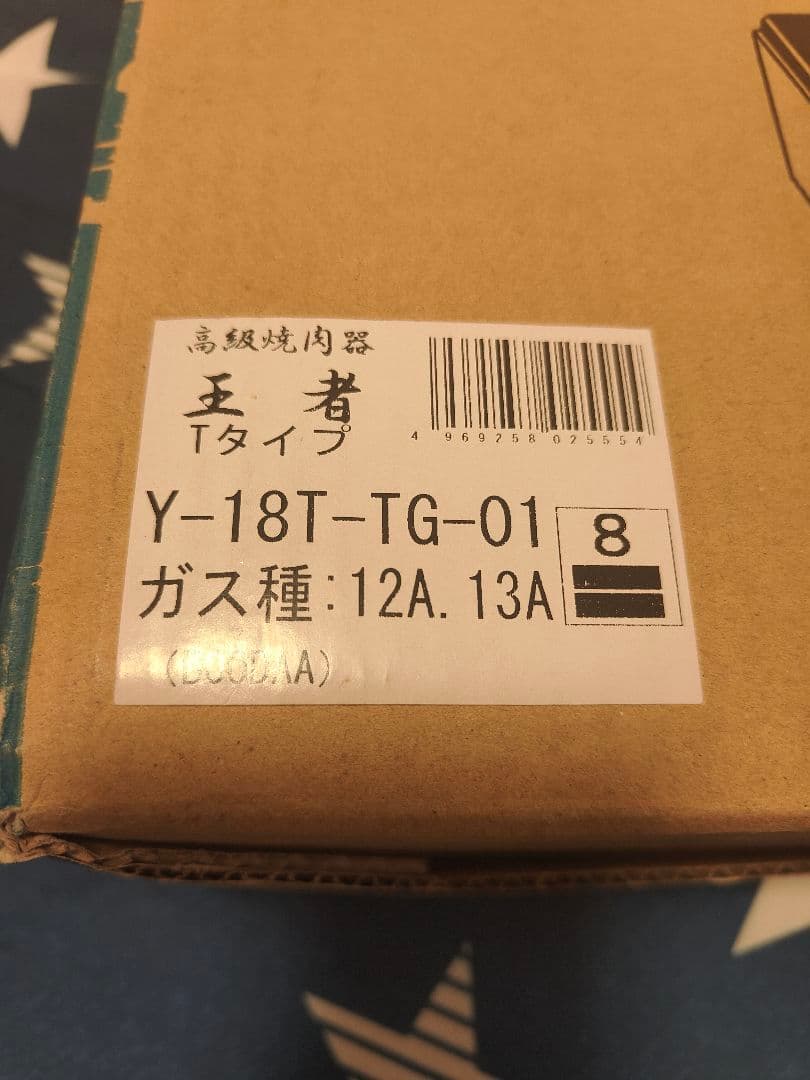 高級焼肉器
王者
Tタイプ
4 969258 025554
Y-18T-TG-01
8
ガス種:12A.13A